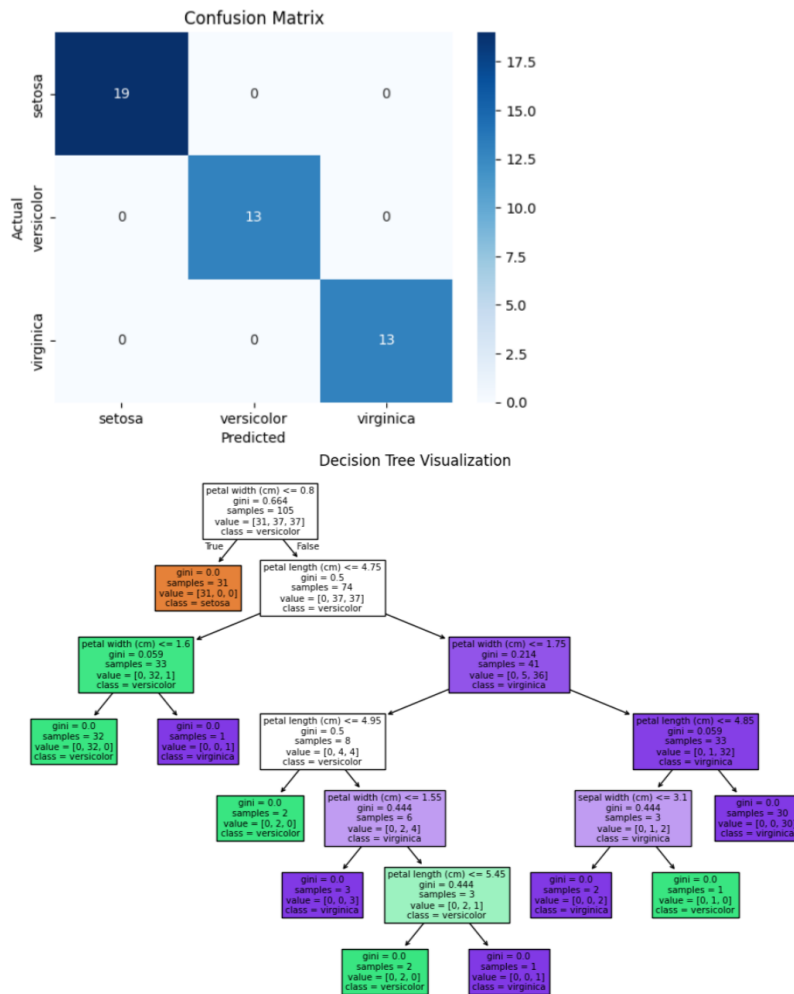 Confusion Matrix
setosa
versicolor
virginica
Actual
19
0
0
0
13
0
0
0
13
setosa
versicolor
virginica
Predicted
17.5
15.0
12.5
10.0
7.5
5.0
2.5
0.0
Decision Tree Visualization
petal width (cm) <= 0.8
gini = 0.664
samples = 105
value = [31, 37, 37]
class = versicolor
True
False
gini = 0.0
samples = 31
value = [31, 0, 0]
class = setosa
petal length (cm) <= 4.75
gini = 0.5
samples = 74
value = [0, 37, 37]
class = versicolor
petal width (cm) <= 1.6
gini = 0.059
samples = 33
value = [0, 32, 1]
class = versicolor
petal width (cm) <= 1.75
gini = 0.214
samples = 41
value = [0, 5, 36]
class = virginica
gini = 0.0
samples = 32
value = [0, 32, 0]
class = versicolor
gini = 0.0
samples = 1
value = [0, 0, 1]
class = virginica
petal length (cm) <= 4.95
gini = 0.5
samples = 8
value = [0, 4, 4]
class = versicolor
petal length (cm) <= 4.85
gini = 0.059
samples = 33
value = [0, 1, 32]
class = virginica
gini = 0.0
samples = 2
value = [0, 2, 0]
class = versicolor
petal width (cm) <= 1.55
gini = 0.444
samples = 6
value = [0, 2, 4]
class = virginica
sepal width (cm) <= 3.1
gini = 0.444
samples = 3
value = [0, 1, 2]
class = virginica
gini = 0.0
samples = 30
value = [0, 0, 30]
class = virginica
gini = 0.0
samples = 3
value = [0, 0, 3]
class = virginica
petal length (cm) <= 5.45
gini = 0.444
samples = 3
value = [0, 2, 1]
class = versicolor
gini = 0.0
samples = 2
value = [0, 0, 2]
class = virginica
gini = 0.0
samples = 1
value = [0, 1, 0]
class = versicolor
gini = 0.0
samples = 2
value = [0, 2, 0]
class = versicolor
gini = 0.0
samples = 1
value = [0, 0, 1]
class = virginica